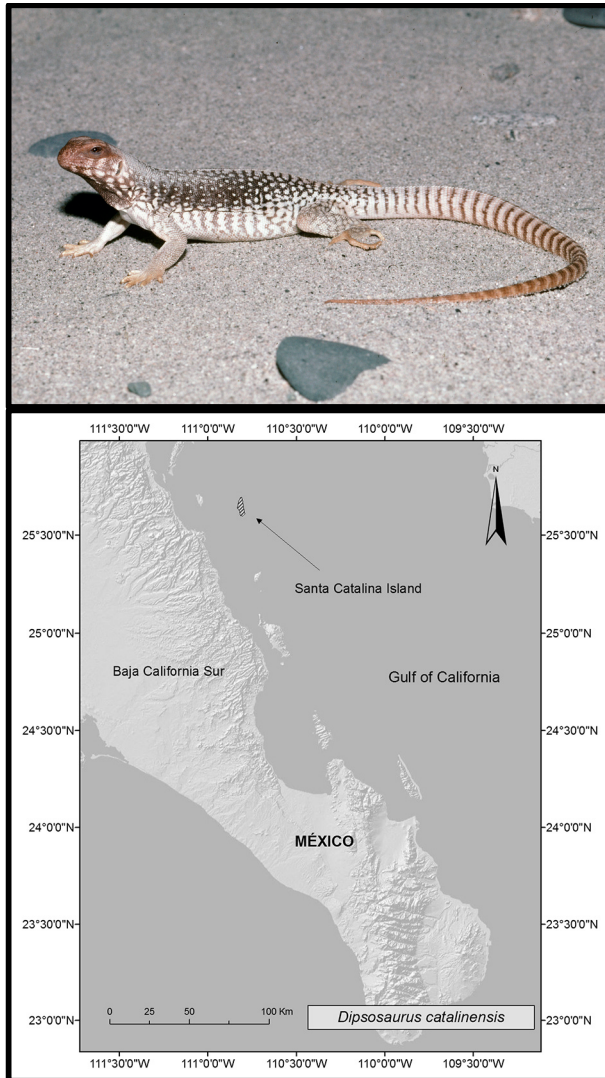 111°30'0"W 111°0'0"W 110°30'0"W 110°0'0"W 109°30'0"W
N
25°30'0"N 25°30'0"N
Santa Catalina Island
25°0'0"N 25°0'0"N
Baja California Sur
Gulf of California
24°30'0"N 24°30'0"N
24°0'0"N 24°0'0"N
MÉXICO
23°30'0"N 23°30'0"N
0 25 50 100 Km
Dipsosaurus catalinensis
23°0'0"N 23°0'0"N
111°30'0"W 111°0'0"W 110°30'0"W 110°0'0"W 109°30'0"W